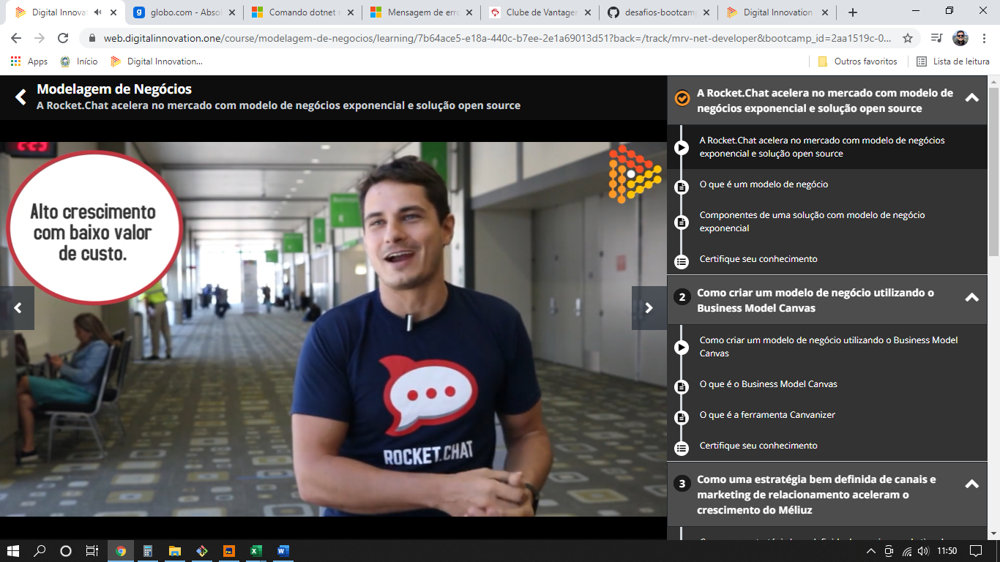 Digital Innovat
globo.com - Absol
Comando dotnet r
Mensagem de erro
Clube de Vantager
desafios-bootcamp
Digital Innovation
web.digitalinnovation.one/course/modelagem-de-negocios/learning/7b64ace5-e18a-440c-b7ee-2e1a69013d51?back=/track/mrv-net-developer&bootcamp_id=2aa1519c-0...
Apps
Início
Digital Innovation...
Outros favoritos
Lista de leitura
Modelagem de Negócios
A Rocket.Chat acelera no mercado com modelo de negócios exponencial e solução open source
Alto crescimento
com baixo valor
de custo.
ROCKET.CHAT
A Rocket.Chat acelera no mercado com modelo de
negócios exponencial e solução open source
A Rocket.Chat acelera no mercado com modelo de negócios
exponencial e solução open source
O que é um modelo de negócio
Componentes de uma solução com modelo de negócio
exponencial
Certifique seu conhecimento
2 Como criar um modelo de negócio utilizando o
Business Model Canvas
Como criar um modelo de negócio utilizando o Business Model
Canvas
O que é o Business Model Canvas
O que é a ferramenta Canvanizer
Certifique seu conhecimento
3 Como uma estratégia bem definida de canais e
marketing de relacionamento aceleram o
crescimento do Méliuz
11:50